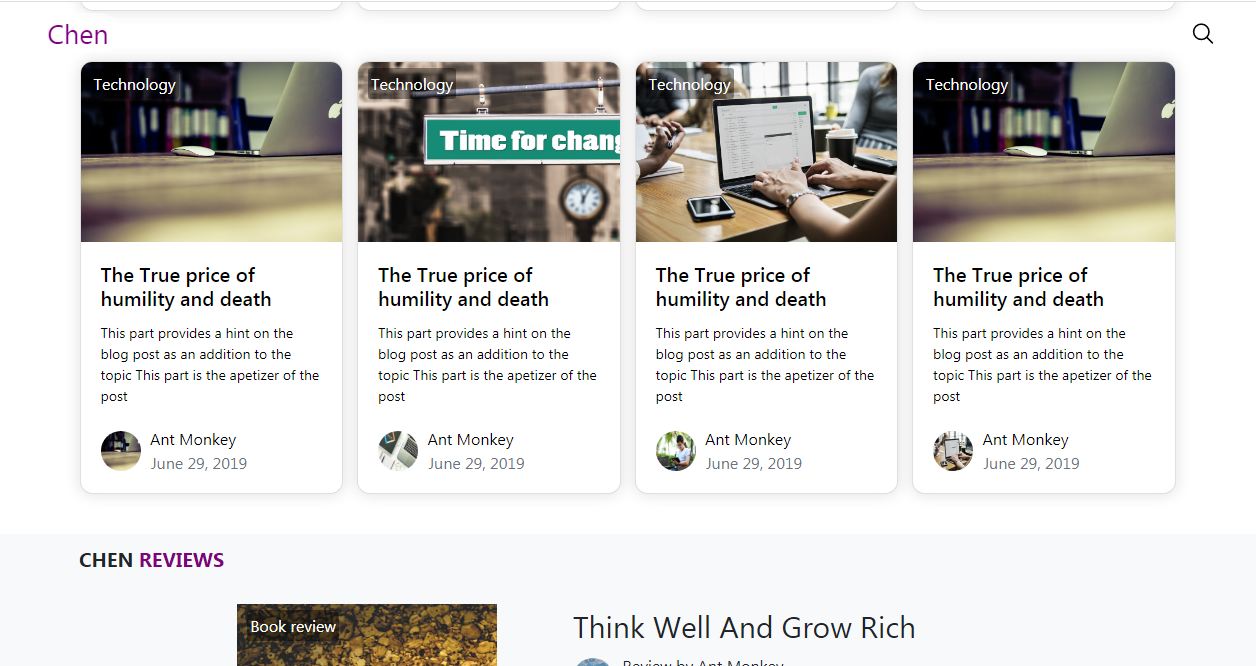 Chen
Technology
Technology
Technology
Technology
Time for chang
The True price of
humility and death
This part provides a hint on the
blog post as an addition to the
topic This part is the apetizer of the
post
Ant Monkey
June 29, 2019
The True price of
humility and death
This part provides a hint on the
blog post as an addition to the
topic This part is the apetizer of the
post
Ant Monkey
June 29, 2019
The True price of
humility and death
This part provides a hint on the
blog post as an addition to the
topic This part is the apetizer of the
post
Ant Monkey
June 29, 2019
The True price of
humility and death
This part provides a hint on the
blog post as an addition to the
topic This part is the apetizer of the
post
Ant Monkey
June 29, 2019
CHEN REVIEWS
Book review
Think Well And Grow Rich
Review by Ant Monkey